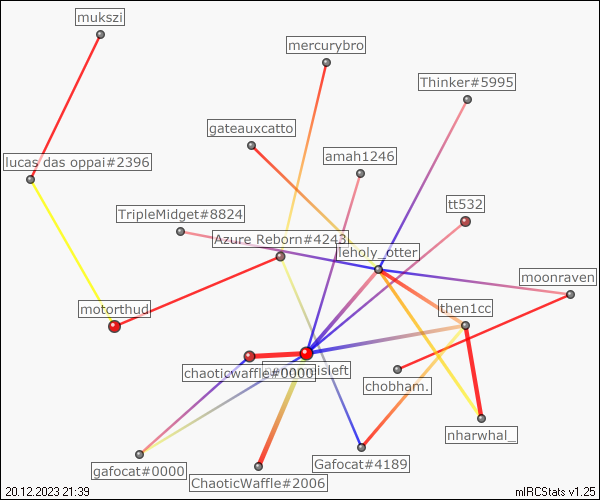 mukszi
mercurybro
Thinker#5995
gateauxcatto
amah1246
lucas das oppai#2396
tt532
TripleMidget#8824
Azure Reborn#4243
leholy_otter
moonraven
motorthud
then1cc
chaoticwaffle#0000
isleft
chobham.
nharwhal_
gafocat#0000
Gafocat#4189
ChaoticWaffle#2006
20.12.2023 21:39
mIRCStats v1.25